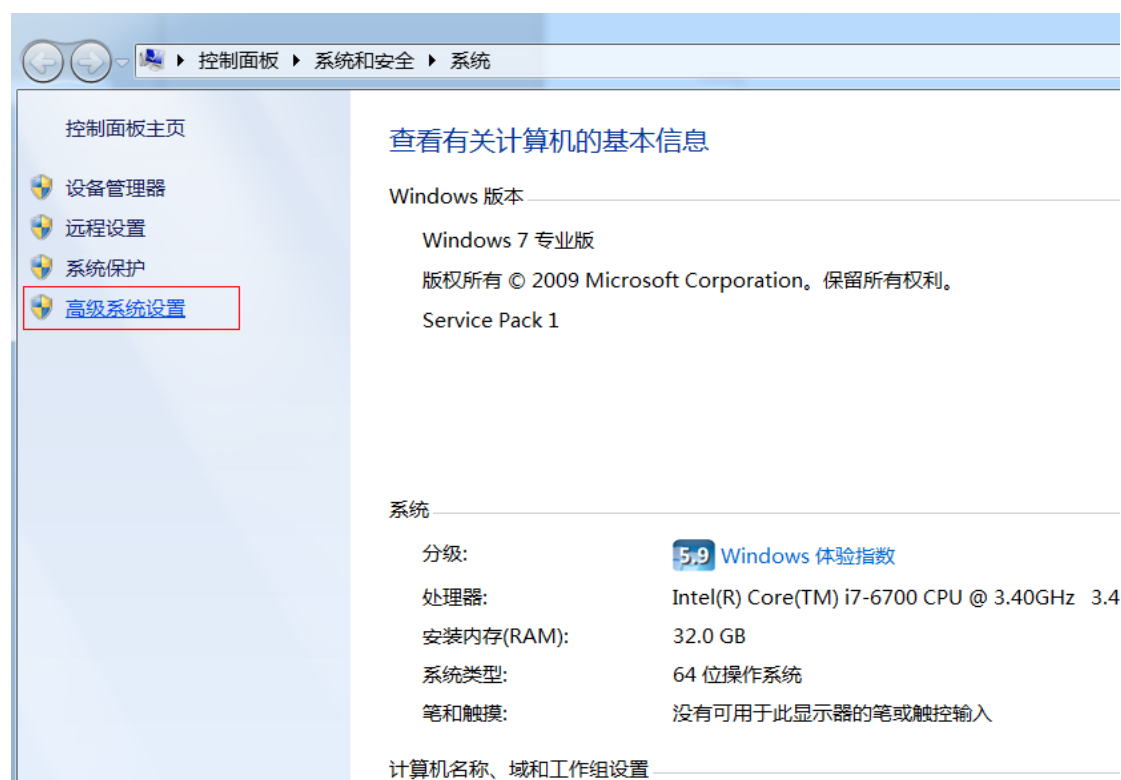 控制面板 系统和安全 系统
控制面板主页
设备管理器
远程设置
系统保护
高级系统设置
查看有关计算机的基本信息
Windows 版本
Windows 7 专业版
版权所有 © 2009 Microsoft Corporation。保留所有权利。
Service Pack 1
系统
分级: 5.9 Windows 体验指数
处理器: Intel(R) Core(TM) i7-6700 CPU @ 3.40GHz 3.4
安装内存(RAM): 32.0 GB
系统类型: 64 位操作系统
笔和触摸: 没有可用于此显示器的笔或触控输入
计算机名称、域和工作组设置